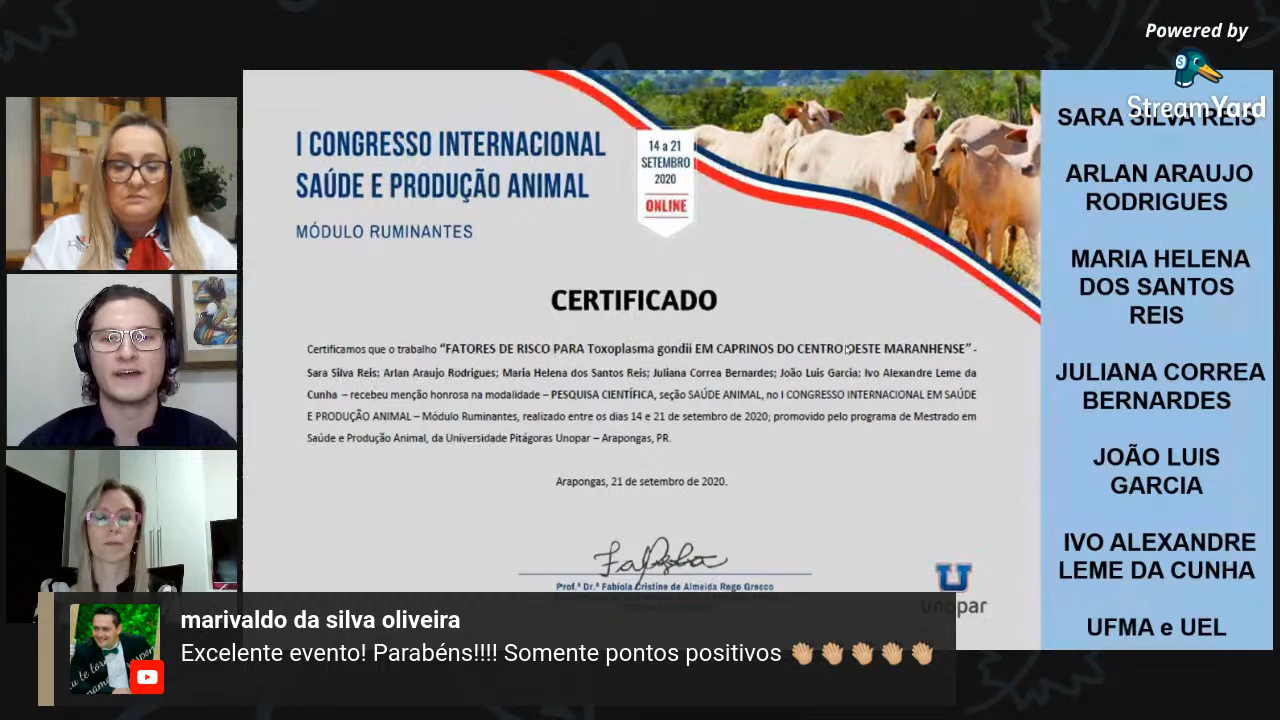 Powered by
StreamYard
I CONGRESSO INTERNACIONAL
SAÚDE E PRODUÇÃO ANIMAL
MÓDULO RUMINANTES
14 a 21
SETEMBRO
2020
ONLINE
CERTIFICADO
Certificamos que o trabalho “FATORES DE RISCO PARA Toxoplasma gondii EM CAPRINOS DO CENTRO OESTE MARANHENSE” -
Sara Silva Reis; Arlan Araujo Rodrigues; Maria Helena dos Santos Reis; Juliana Correa Bernardes; João Luis Garcia; Ivo Alexandre Leme da
Cunha – recebeu menção honrosa na modalidade – PESQUISA CIENTÍFICA, seção SAÚDE ANIMAL, no I CONGRESSO INTERNACIONAL EM SAÚDE
E PRODUÇÃO ANIMAL – Módulo Ruminantes, realizado entre os dias 14 e 21 de setembro de 2020; promovido pelo programa de Mestrado em
Saúde e Produção Animal, da Universidade Pitágoras Unopar – Arapongas, PR.
Arapongas, 21 de setembro de 2020.
Prof.ª Dr.ª Fabíola Cristine de Almeida Rego Grecco
unopar
SARA SILVA REIS
ARLAN ARAUJO
RODRIGUES
MARIA HELENA
DOS SANTOS
REIS
JULIANA CORREA
BERNARDES
JOÃO LUIS
GARCIA
IVO ALEXANDRE
LEME DA CUNHA
UFMA e UEL
marivaldo da silva oliveira
Excelente evento! Parabéns!!!! Somente pontos positivos 👏🏼👏🏼👏🏼👏🏼👏🏼